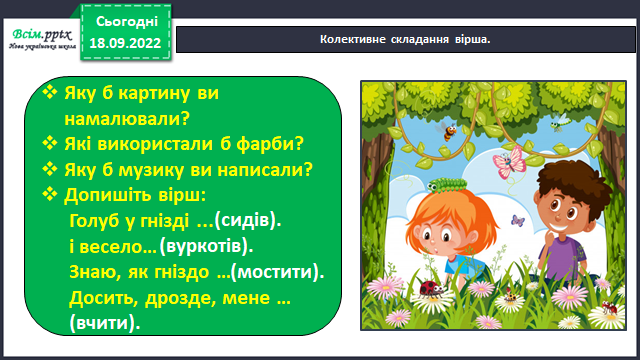 Всім.pptx
Нова українська школа
Сьогодні
18.09.2022
Колективне складання вірша.
❖ Яку б картину ви
намалювали?
❖ Які використали б фарби?
❖ Яку б музику ви написали?
❖ Допишіть вірш:
Голуб у гнізді …(сидів).
і весело… (вуркотів).
Знаю, як гніздо …(мостити).
Досить, дрозде, мене …
(вчити).